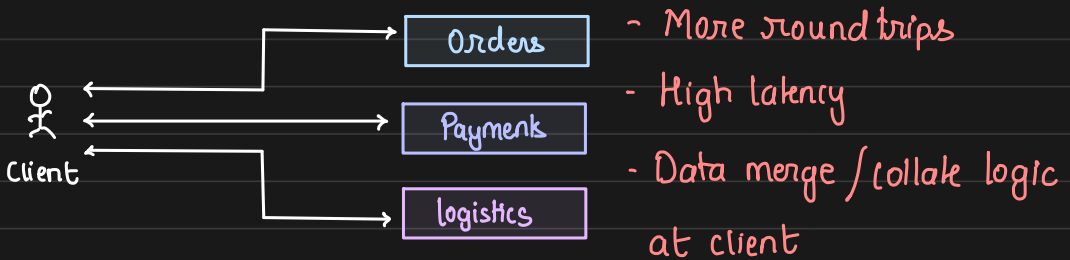 Orders
- More round trips
- High latency
Payments
Client
- Data merge / collate logic
at client
logistics